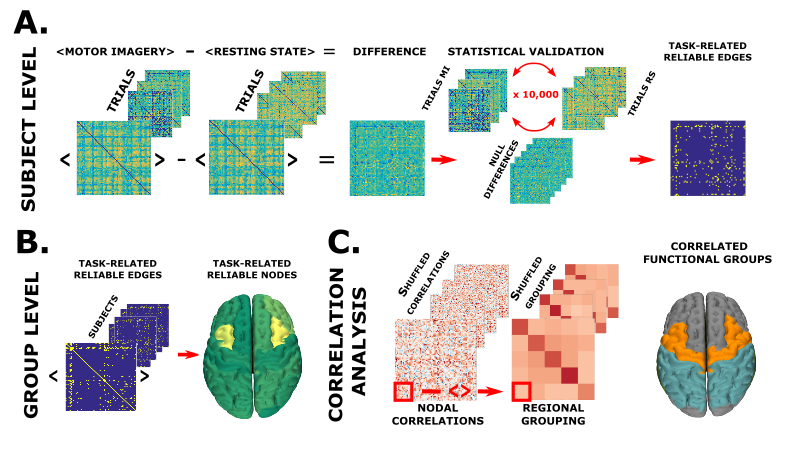 A.
SUBJECT LEVEL
<MOTOR IMAGERY> - <RESTING STATE> = DIFFERENCE
STATISTICAL VALIDATION
TASK-RELATED
RELIABLE EDGES
TRIALS
TRIALS
TRIALS MI
x 10,000
TRIALS RS
< > - < > =
NULL
DIFFERENCES
B.
GROUP LEVEL
TASK-RELATED
RELIABLE EDGES
TASK-RELATED
RELIABLE NODES
SUBJECTS
< >
C.
CORRELATION
ANALYSIS
SHUFFLED
CORRELATIONS
SHUFFLED
GROUPING
CORRELATED
FUNCTIONAL GROUPS
<>
NODAL
CORRELATIONS
REGIONAL
GROUPING